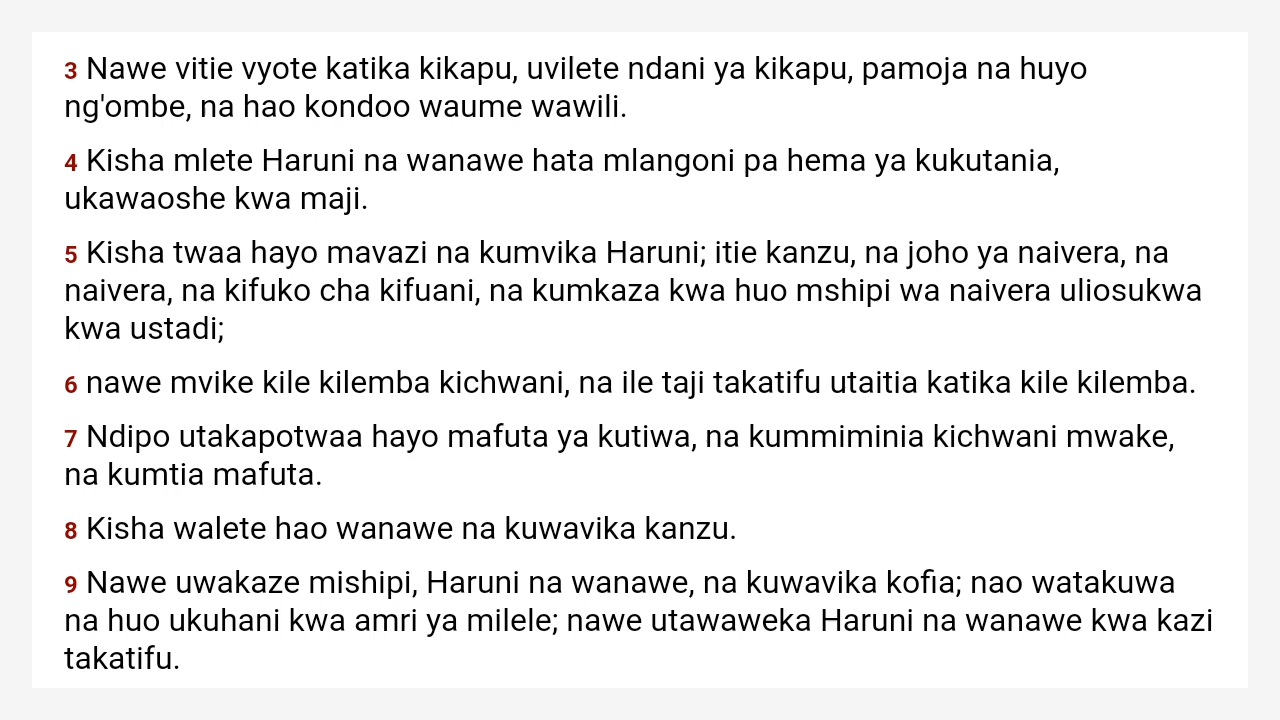 3 Nawe vitie vyote katika kikapu, uvilete ndani ya kikapu, pamoja na huyo
ng'ombe, na hao kondoo waume wawili.
4 Kisha mlete Haruni na wanawe hata mlangoni pa hema ya kukutania,
ukawaoshe kwa maji.
5 Kisha twaa hayo mavazi na kumvika Haruni; itie kanzu, na joho ya naivera, na
naivera, na kifuko cha kifuani, na kumkaza kwa huo mshipi wa naivera uliosukwa
kwa ustadi;
6 nawe mvike kile kilemba kichwani, na ile taji takatifu utaitia katika kile kilemba.
7 Ndipo utakapotwaa hayo mafuta ya kutiwa, na kummiminia kichwani mwake,
na kumtia mafuta.
8 Kisha walete hao wanawe na kuwavika kanzu.
9 Nawe uwakaze mishipi, Haruni na wanawe, na kuwavika kofia; nao watakuwa
na huo ukuhani kwa amri ya milele; nawe utawaweka Haruni na wanawe kwa kazi
takatifu.